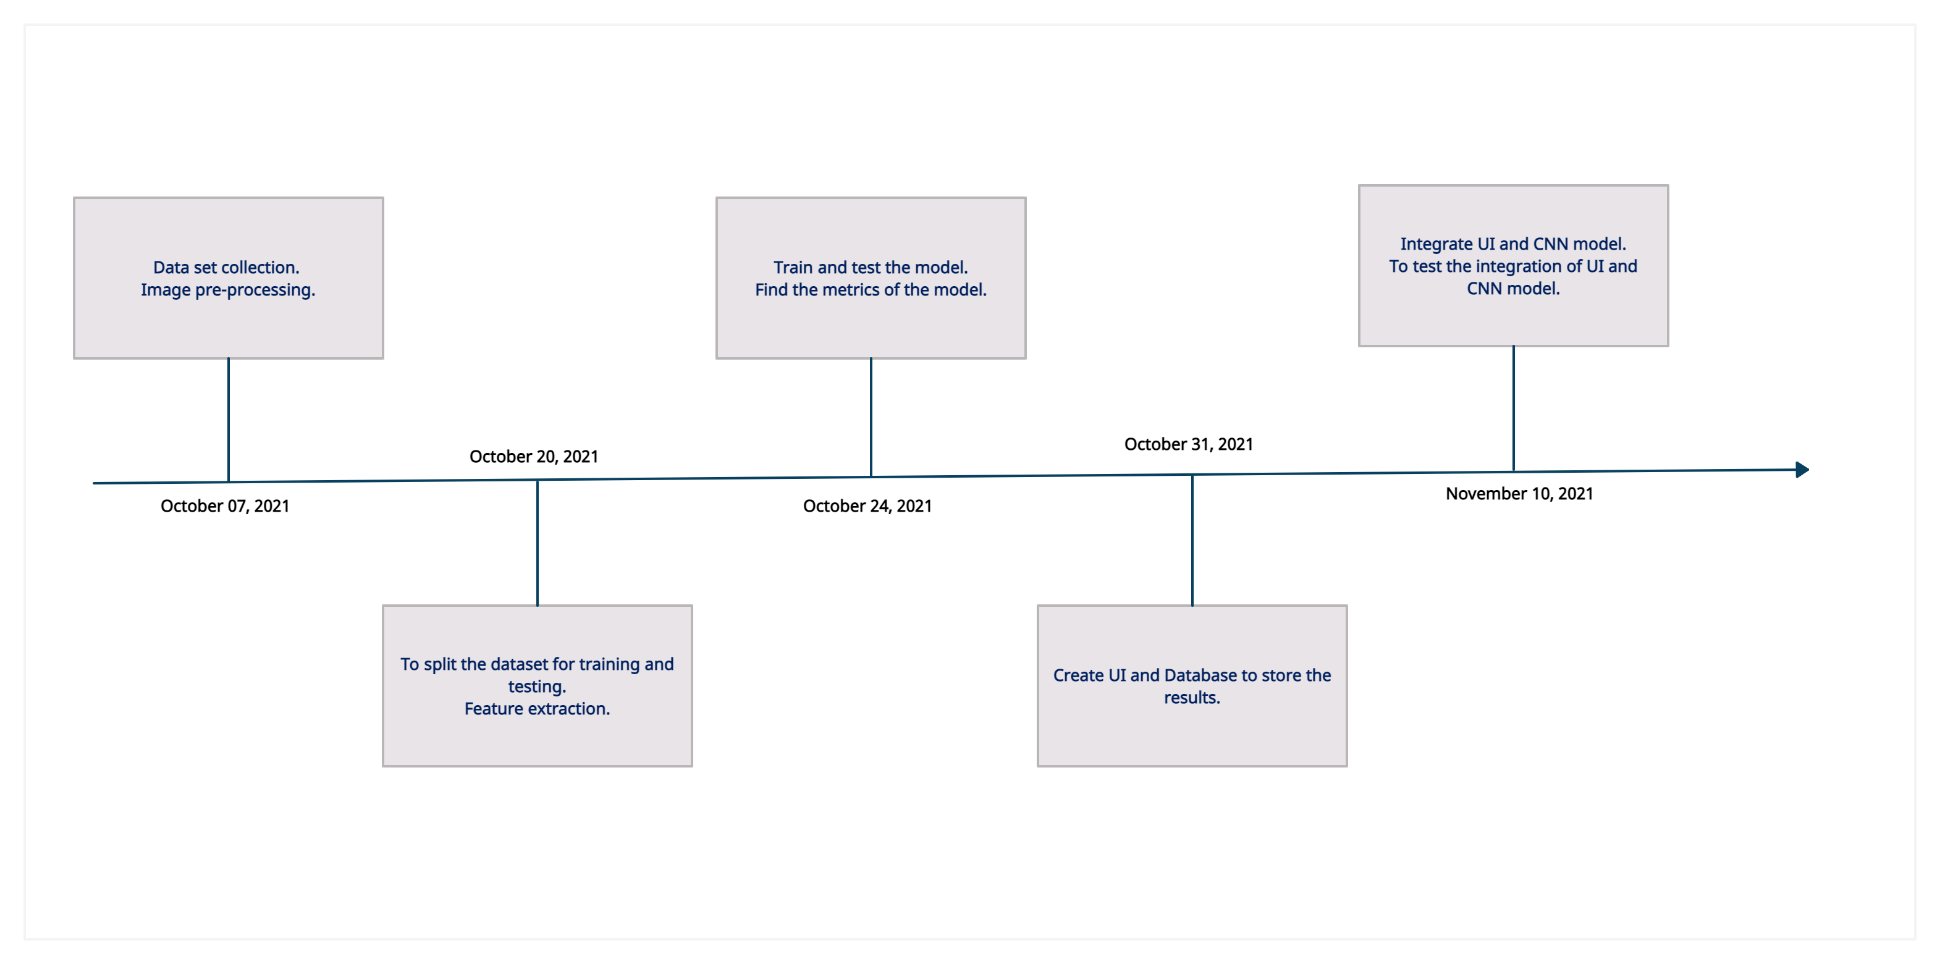 Data set collection.
Image pre-processing.
Train and test the model.
Find the metrics of the model.
Integrate UI and CNN model.
To test the integration of UI and
CNN model.
October 07, 2021
October 20, 2021
October 24, 2021
October 31, 2021
November 10, 2021
To split the dataset for training and
testing.
Feature extraction.
Create UI and Database to store the
results.